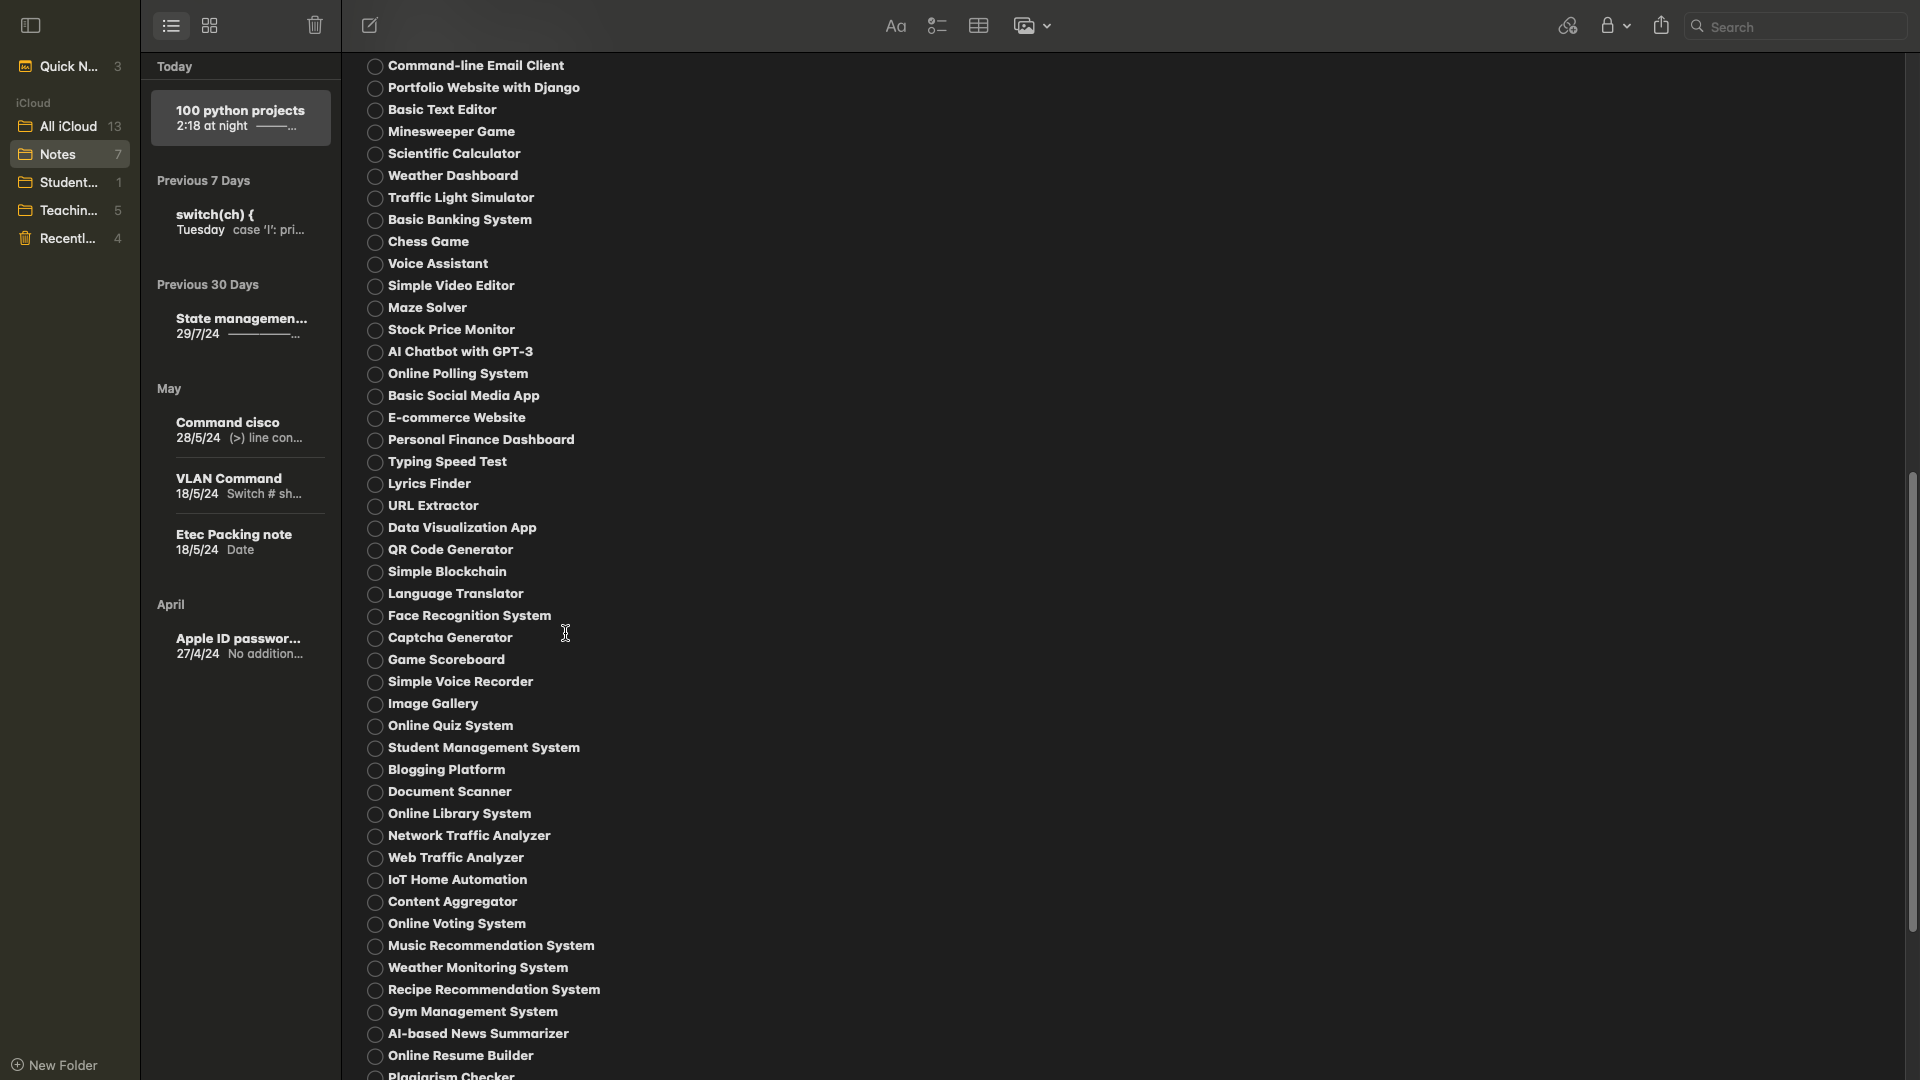 Search
Quick N... 3
iCloud
All iCloud 13
Notes 7
Student... 1
Teachin... 5
Recentl... 4
New Folder
Today
100 python projects
2:18 at night ———...
Previous 7 Days
switch(ch) {
Tuesday case ‘I’: pri...
Previous 30 Days
State managemen...
29/7/24 ——————...
May
Command cisco
28/5/24 (>) line con...
VLAN Command
18/5/24 Switch # sh...
Etec Packing note
18/5/24 Date
April
Apple ID passwor...
27/4/24 No addition...
Aa
Command-line Email Client
Portfolio Website with Django
Basic Text Editor
Minesweeper Game
Scientific Calculator
Weather Dashboard
Traffic Light Simulator
Basic Banking System
Chess Game
Voice Assistant
Simple Video Editor
Maze Solver
Stock Price Monitor
AI Chatbot with GPT-3
Online Polling System
Basic Social Media App
E-commerce Website
Personal Finance Dashboard
Typing Speed Test
Lyrics Finder
URL Extractor
Data Visualization App
QR Code Generator
Simple Blockchain
Language Translator
Face Recognition System
Captcha Generator
Game Scoreboard
Simple Voice Recorder
Image Gallery
Online Quiz System
Student Management System
Blogging Platform
Document Scanner
Online Library System
Network Traffic Analyzer
Web Traffic Analyzer
IoT Home Automation
Content Aggregator
Online Voting System
Music Recommendation System
Weather Monitoring System
Recipe Recommendation System
Gym Management System
AI-based News Summarizer
Online Resume Builder
Plagiarism Checker